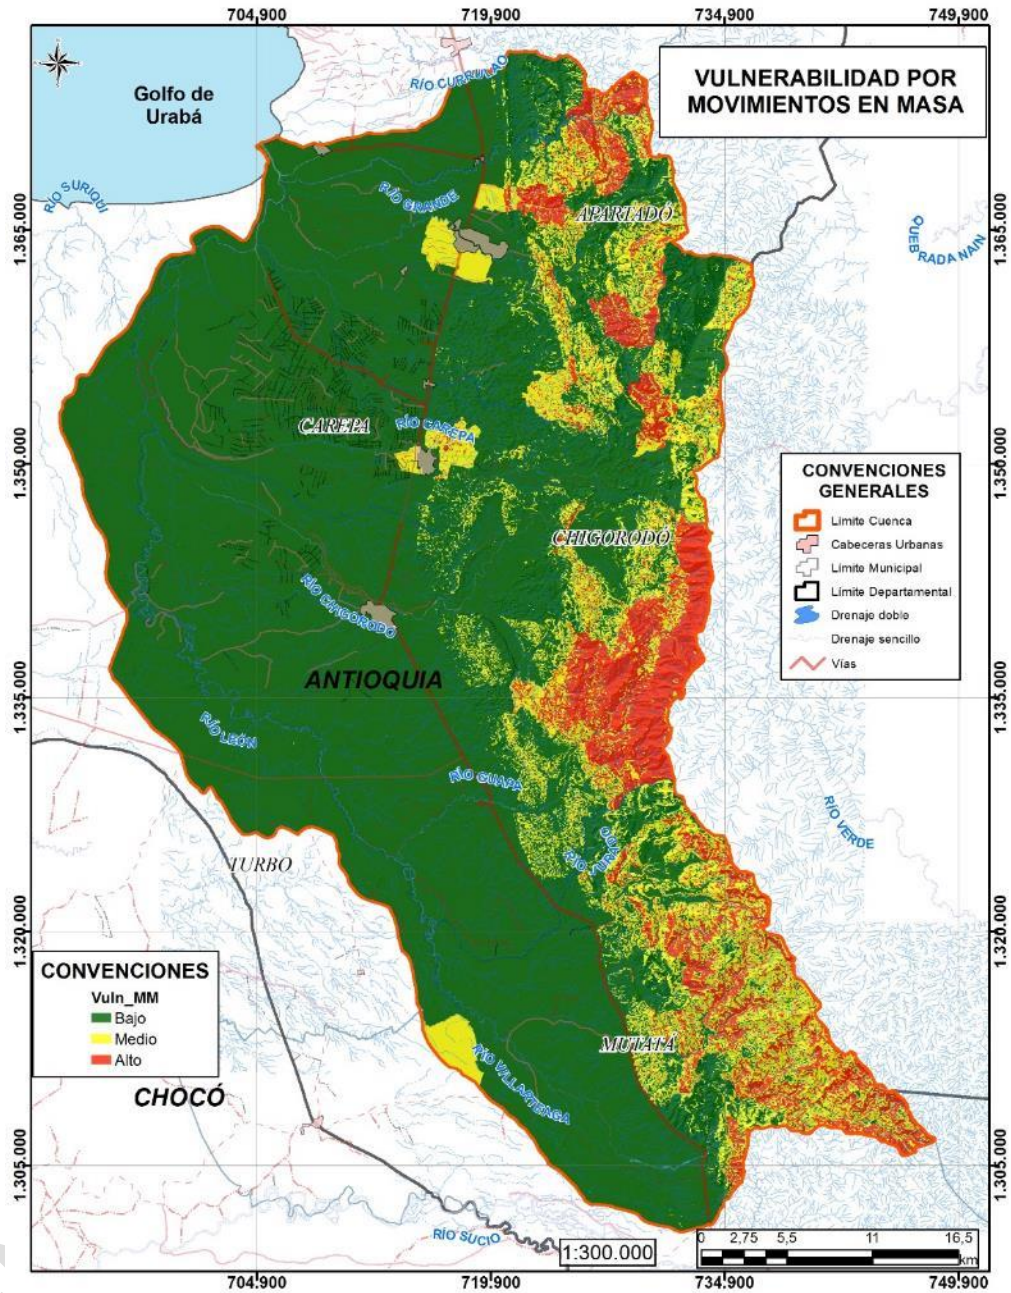 704,900 719,900 734,900 749,900
VULNERABILIDAD POR
MOVIMIENTOS EN MASA
Golfo de
Urabá
RÍO CURRULAO
RÍO SURIQUI
RÍO GRANDE
APARTADÓ
QUEBRADA NAIN
1.365.000
1.365.000
CAREPA
RÍO CAREPA
1.350.000
1.350.000
CONVENCIONES
GENERALES
Límite Cuenca
Cabeceras Urbanas
Límite Municipal
Límite Departamental
Drenaje doble
Drenaje sencillo
Vías
CHIGORODÓ
RÍO CHIGORODO
ANTIOQUIA
1.335.000
1.335.000
RÍO LEÓN
RÍO GUAPA
RÍO VERDE
TURBO
1.320.000
1.320.000
CONVENCIONES
Vuln_MM
Bajo
Medio
Alto
MUTATÁ
RÍO VILLARTEAGA
CHOCÓ
1.305.000
1.305.000
RÍO SUCIO
1:300.000
0 2,75 5,5 11 16,5
km
704,900 719,900 734,900 749,900